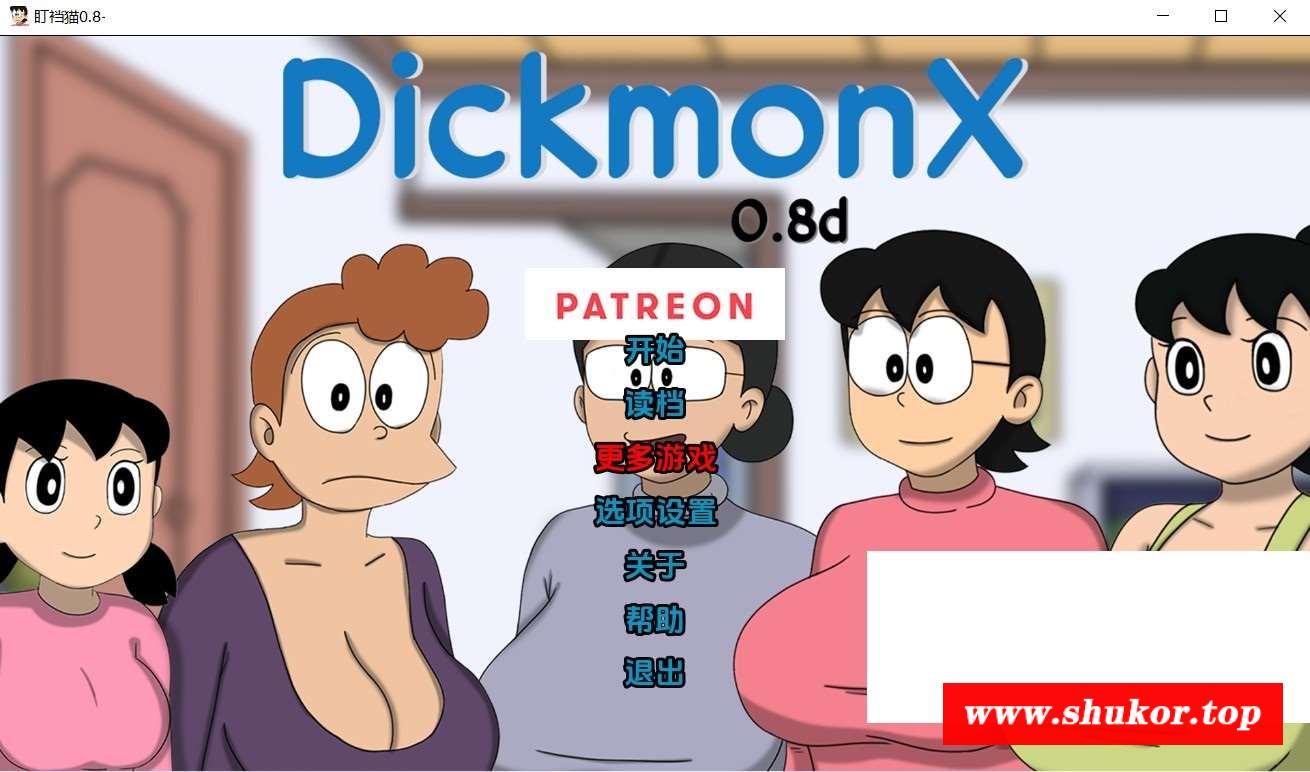 盯裆猫0.8-
DickmonX
0.8d
PATREON
开始
读档
更多游戏
选项设置
关于
帮助
退出
www.shukor.top